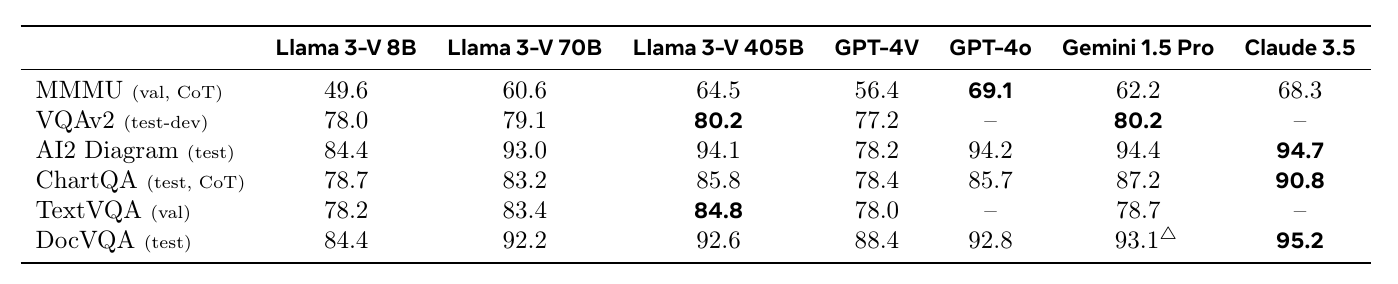 Llama 3-V 8B Llama 3-V 70B Llama 3-V 405B GPT-4V GPT-4o Gemini 1.5 Pro Claude 3.5
MMMU (val, CoT) 49.6 60.6 64.5 56.4 69.1 62.2 68.3
VQAv2 (test-dev) 78.0 79.1 80.2 77.2 – 80.2 –
AI2 Diagram (test) 84.4 93.0 94.1 78.2 94.2 94.4 94.7
ChartQA (test, CoT) 78.7 83.2 85.8 78.4 85.7 87.2 90.8
TextVQA (val) 78.2 83.4 84.8 78.0 – 78.7 –
DocVQA (test) 84.4 92.2 92.6 88.4 92.8 93.1△ 95.2